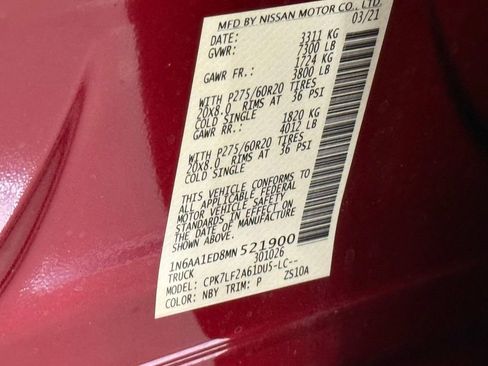 MFD BY NISSAN MOTOR CO., LTD.
DATE: 03/21
GVWR: 3311 KG
7300 LB
GAWR FR.: 1724 KG
3800 LB
WITH P275/60R20 TIRES
20X8.0 RIMS AT 36 PSI
COLD SINGLE
GAWR RR.: 1820 KG
4012 LB
WITH P275/60R20 TIRES
20X8.0 RIMS AT 36 PSI
COLD SINGLE
THIS VEHICLE CONFORMS TO
ALL APPLICABLE FEDERAL
MOTOR VEHICLE SAFETY
STANDARDS IN EFFECT ON
THE DATE OF MANUFACTURE
SHOWN ABOVE.
1N6AA1ED8MN521900
TRUCK 301026
MODEL: CPK7LF2A61DUS-LC--
COLOR: NBY TRIM: P ZS10A